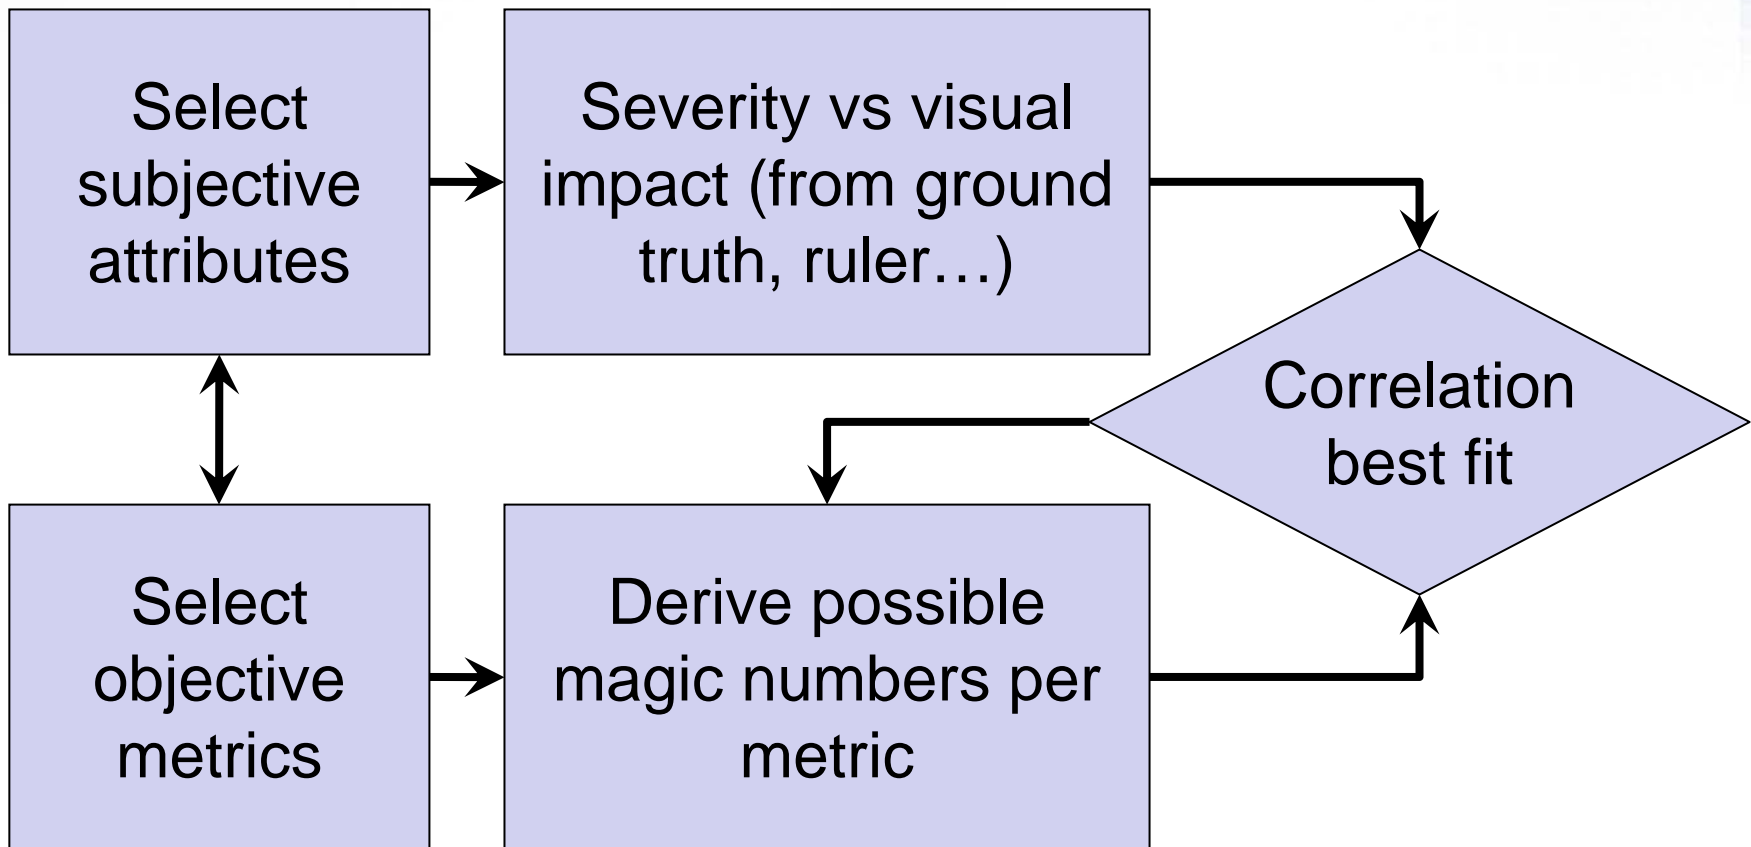 Select
subjective
attributes
Severity vs visual
impact (from ground
truth, ruler…)
Correlation
best fit
Select
objective
metrics
Derive possible
magic numbers per
metric